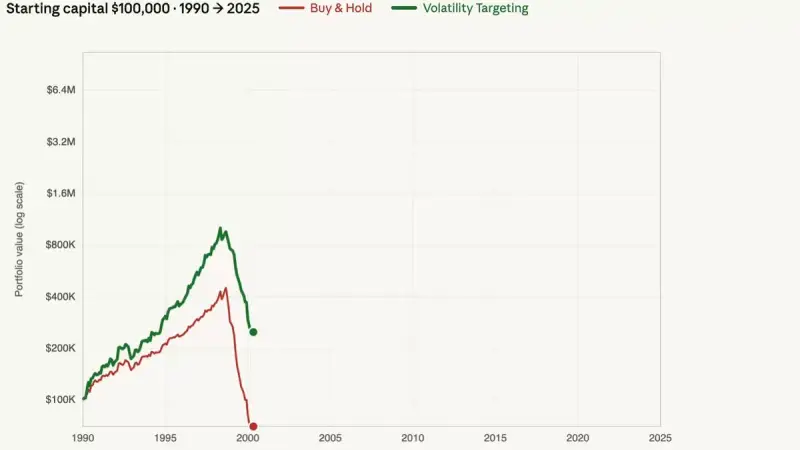 Starting capital $100,000 · 1990 → 2025 Buy & Hold Volatility Targeting
$6.4M
$3.2M
$1.6M
$800K
$400K
$200K
$100K
Portfolio value (log scale)
1990 1995 2000 2005 2010 2015 2020 2025